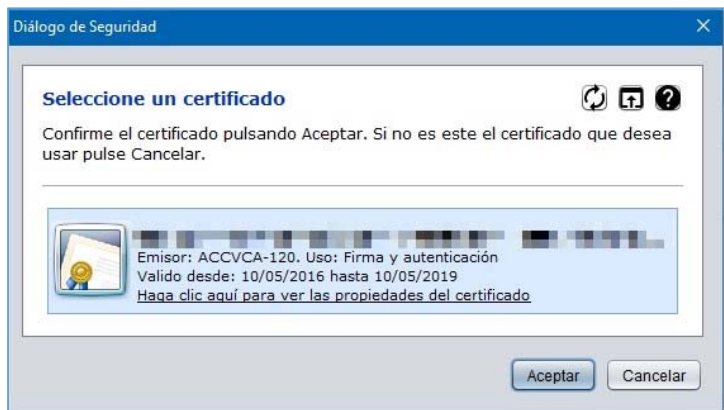 Diálogo de Seguridad
Seleccione un certificado
Confirme el certificado pulsando Aceptar. Si no es este el certificado que desea
usar pulse Cancelar.
Emisor: ACCVCA-120. Uso: Firma y autenticación
Valido desde: 10/05/2016 hasta 10/05/2019
Haga clic aquí para ver las propiedades del certificado
Aceptar
Cancelar